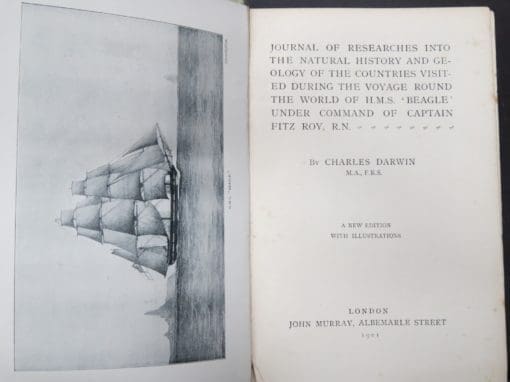 H.M.S. "BEAGLE"
JOURNAL OF RESEARCHES INTO
THE NATURAL HISTORY AND GE-
OLOGY OF THE COUNTRIES VISIT-
ED DURING THE VOYAGE ROUND
THE WORLD OF H.M.S. 'BEAGLE'
UNDER COMMAND OF CAPTAIN
FITZ ROY, R.N.
BY CHARLES DARWIN
M.A., F.R.S.
A NEW EDITION
WITH ILLUSTRATIONS
LONDON
JOHN MURRAY, ALBEMARLE STREET
1901